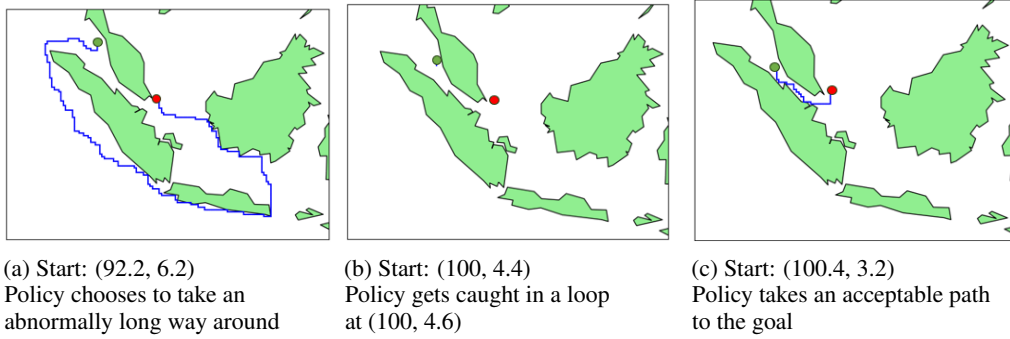 (a) Start: (92.2, 6.2)
Policy chooses to take an
abnormally long way around
(b) Start: (100, 4.4)
Policy gets caught in a loop
at (100, 4.6)
(c) Start: (100.4, 3.2)
Policy takes an acceptable path
to the goal